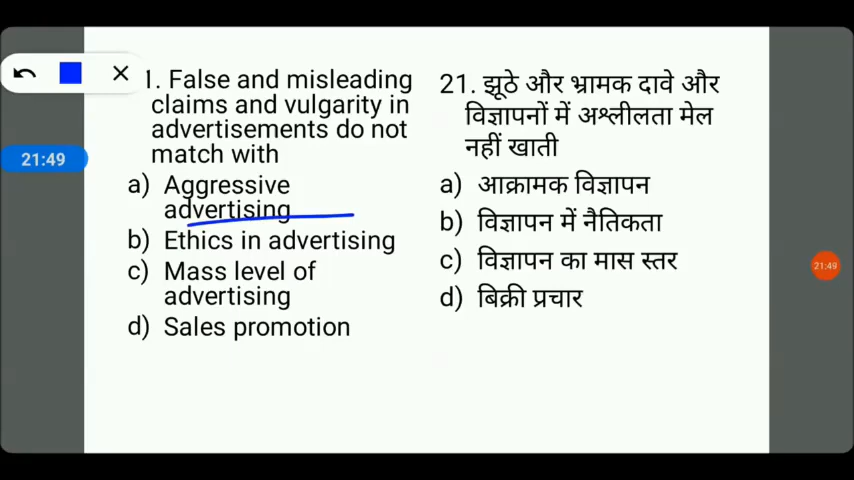 1. False and misleading
claims and vulgarity in
advertisements do not
match with
a) Aggressive
advertising
b) Ethics in advertising
c) Mass level of
advertising
d) Sales promotion
21. झूठे और भ्रामक दावे और
विज्ञापनों में अश्लीलता मेल
नहीं खाती
a) आक्रामक विज्ञापन
b) विज्ञापन में नैतिकता
c) विज्ञापन का मास स्तर
d) बिक्री प्रचार
21:49
21:49